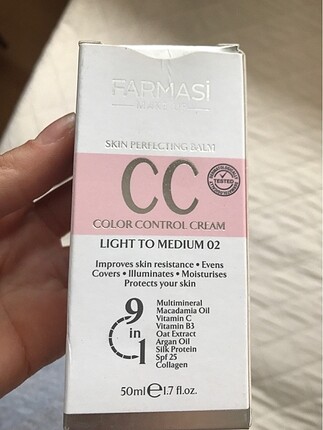 FARMASİ
MAKE UP
SKIN PERFECTING BALM
CC
TESTED
COLOR CONTROL CREAM
LIGHT TO MEDIUM 02
Improves skin resistance • Evens
Covers • Illuminates • Moisturises
Protects your skin
9 in 1
Multimineral
Macadamia Oil
Vitamin C
Vitamin B3
Oat Extract
Argan Oil
Silk Protein
Spf 25
Collagen
50ml ℮ 1.7 fl.oz.